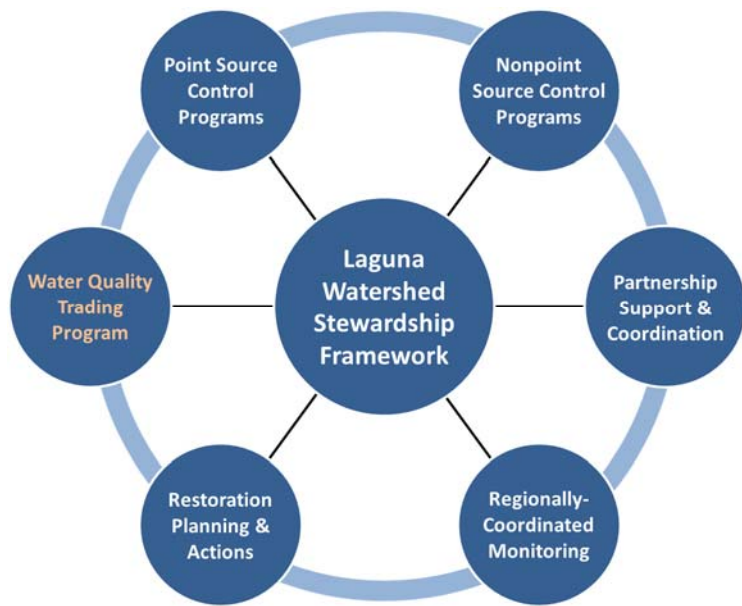 Point Source
Control
Programs
Nonpoint
Source Control
Programs
Water Quality
Trading
Program
Laguna
Watershed
Stewardship
Framework
Partnership
Support &
Coordination
Restoration
Planning &
Actions
Regionally-
Coordinated
Monitoring